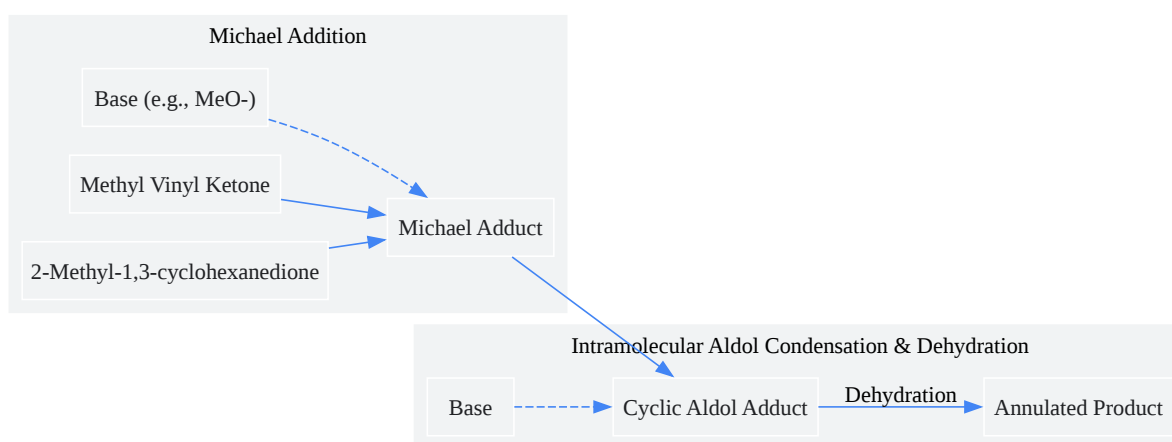 Michael Addition
Base (e.g., MeO-)
Methyl Vinyl Ketone
Michael Adduct
2-Methyl-1,3-cyclohexanedione
Intramolecular Aldol Condensation & Dehydration
Base
Cyclic Aldol Adduct
Dehydration
Annulated Product